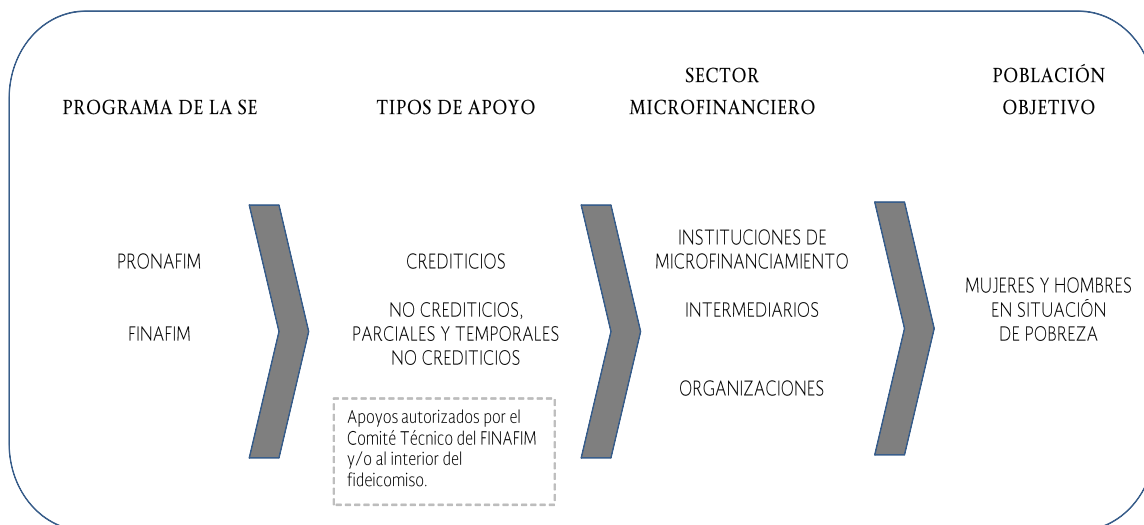 PROGRAMA DE LA SE
TIPOS DE APOYO
SECTOR
MICROFINANCIERO
POBLACIÓN
OBJETIVO
PRONAFIM
FINAFIM
CREDITICIOS
NO CREDITICIOS,
PARCIALES Y TEMPORALES
NO CREDITICIOS
Apoyos autorizados por el
Comité Técnico del FINAFIM
y/o al interior del
fideicomiso.
INSTITUCIONES DE
MICROFINANCIAMIENTO
INTERMEDIARIOS
ORGANIZACIONES
MUJERES Y HOMBRES
EN SITUACIÓN
DE POBREZA